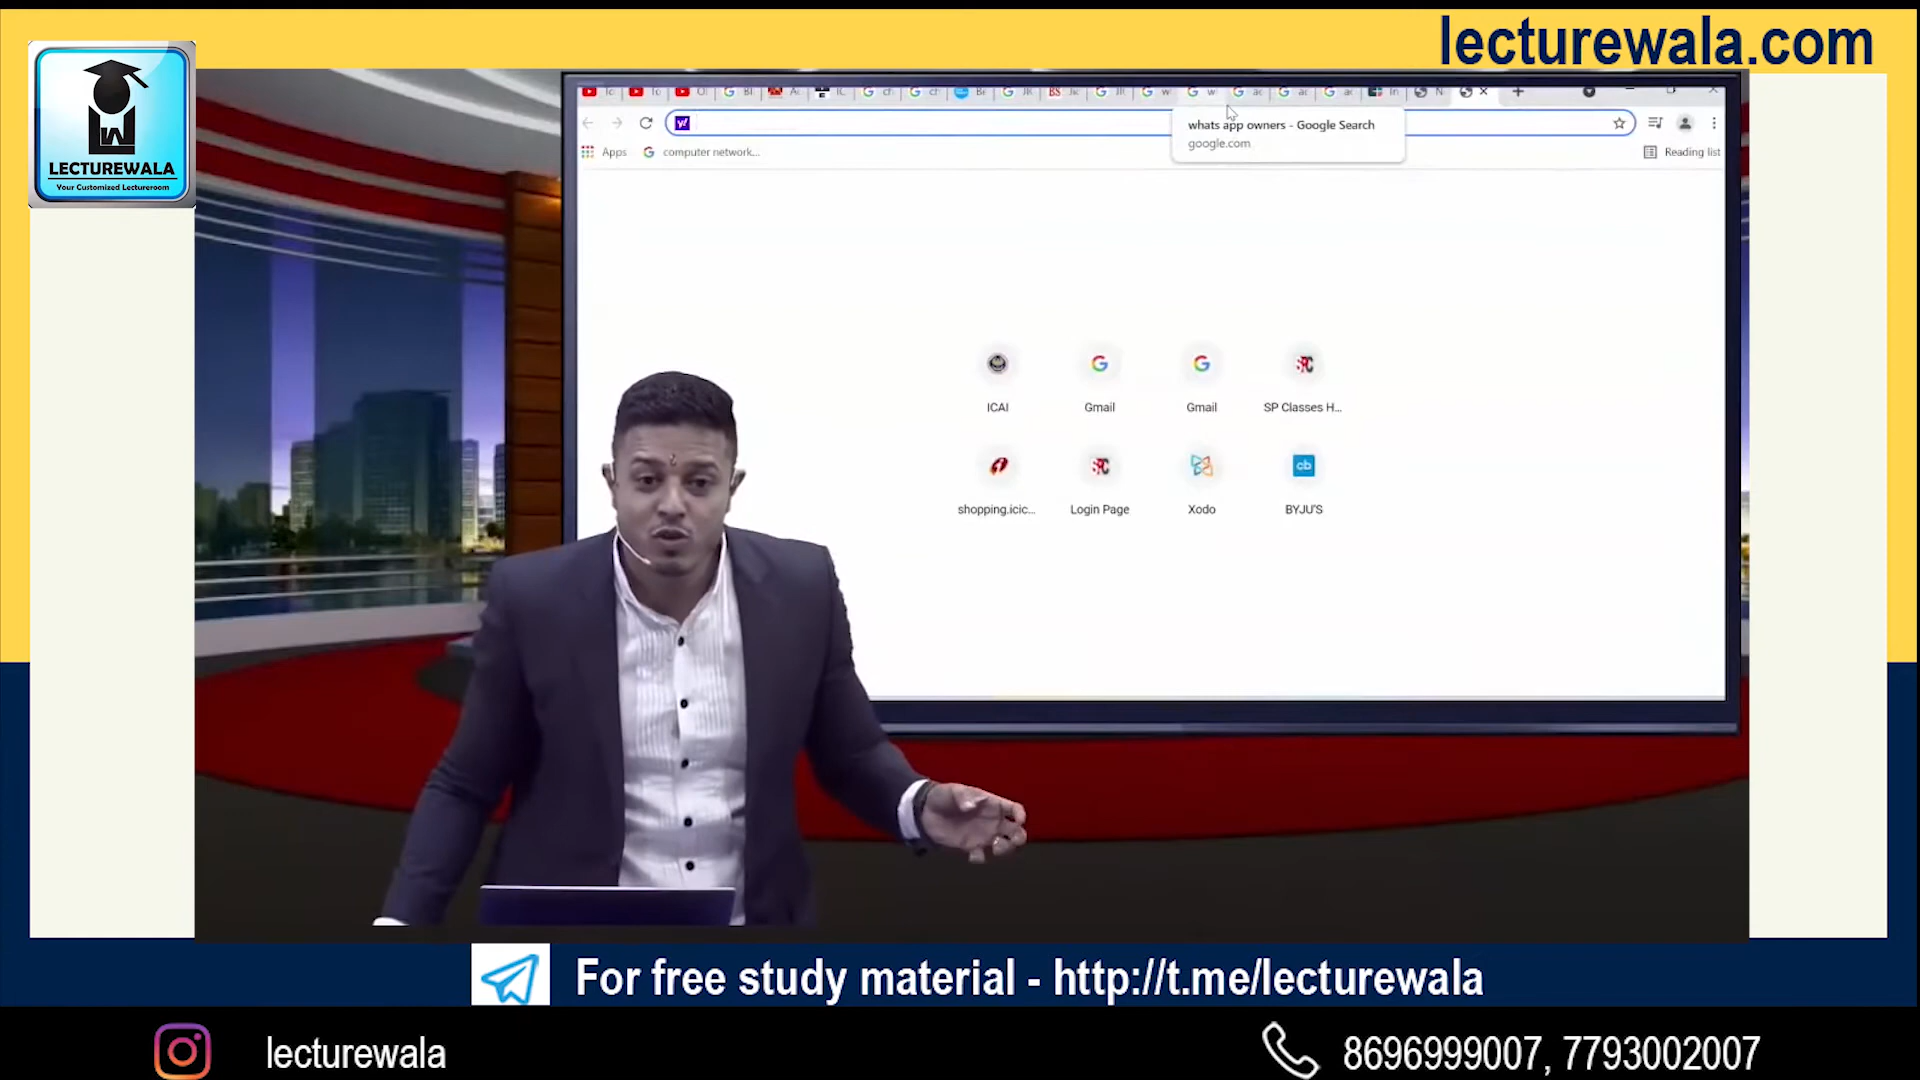 lecturewala.com
LW
LECTUREWALA
Your Customized Lectureroom
whats app owners - Google Search
google.com
Apps
computer network...
Reading list
ICAI
Gmail
Gmail
SP Classes H...
shopping.icic...
Login Page
Xodo
cb
BYJU'S
For free study material - http://t.me/lecturewala
lecturewala
8696999007, 7793002007